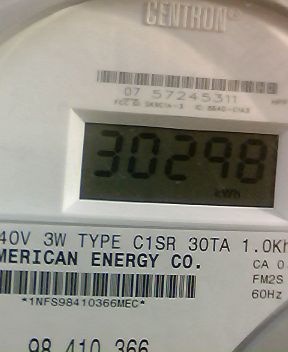 CENTRON®
07 57245311
30298
kWh
40V 3W TYPE C1SR 30TA 1.0Kh
MERICAN ENERGY CO.
CA 0.
FM2S
60Hz
*1NFS98410366MEC*
98 410 366